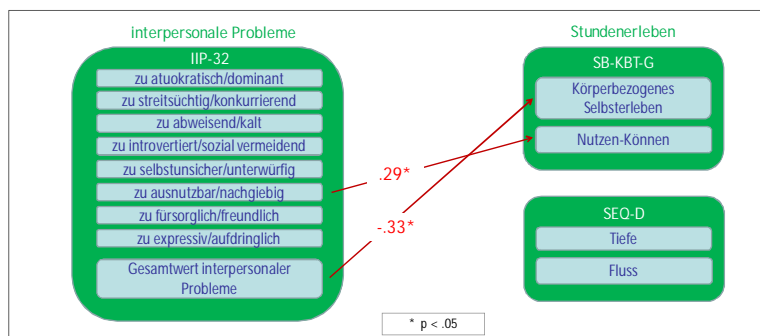 interpersonale Probleme
IIP-32
zu atuokratisch/dominant
zu streitsüchtig/konkurrierend
zu abweisend/kalt
zu introvertiert/sozial vermeidend
zu selbstunsicher/unterwürfig
zu ausnutzbar/nachgiebig
zu fürsorglich/freundlich
zu expressiv/aufdringlich
Gesamtwert interpersonaler
Probleme
.29*
-.33*
Stundenerleben
SB-KBT-G
Körperbezogenes
Selbsterleben
Nutzen-Können
SEQ-D
Tiefe
Fluss
* p < .05